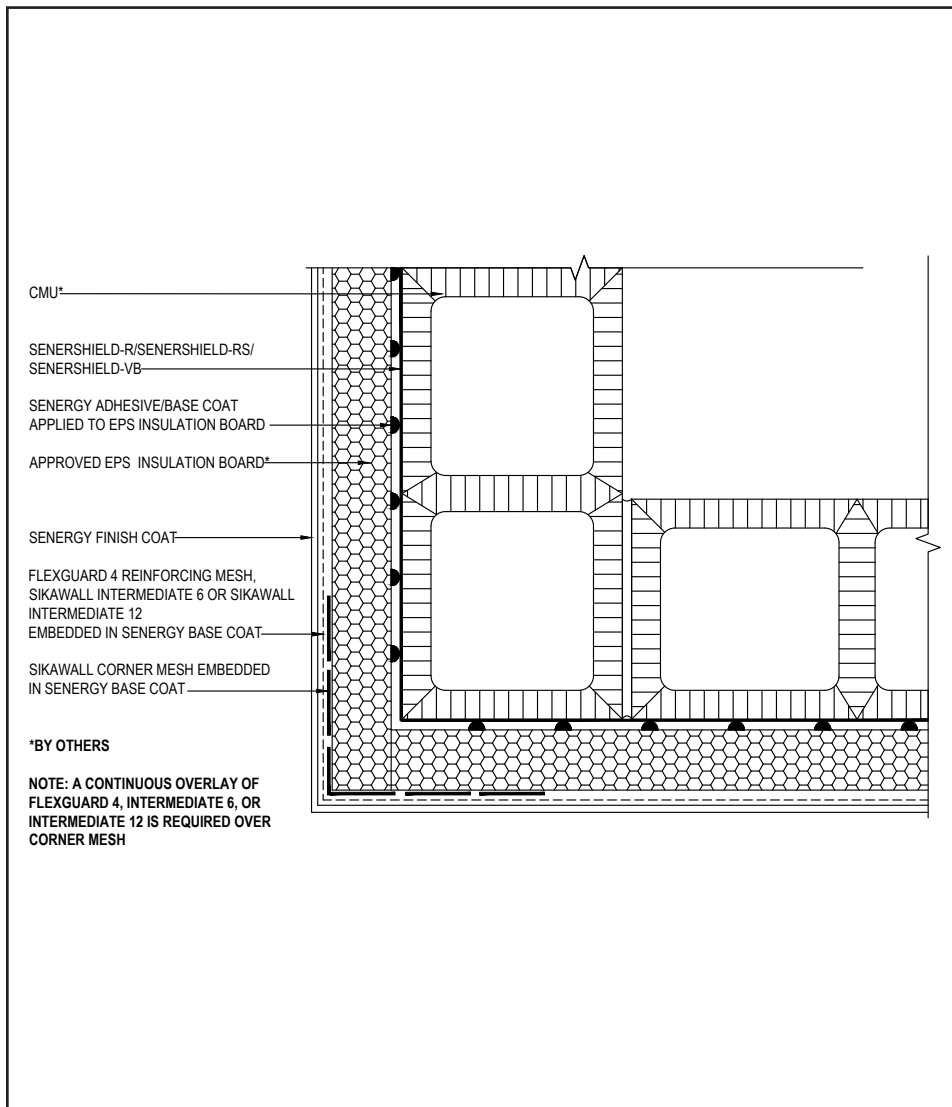 CMU*
SENERSHIELD-R/SENERSHIELD-RS/
SENERSHIELD-VB
SENERGY ADHESIVE/BASE COAT
APPLIED TO EPS INSULATION BOARD
APPROVED EPS INSULATION BOARD*
SENERGY FINISH COAT
FLEXGUARD 4 REINFORCING MESH,
SIKAWALL INTERMEDIATE 6 OR SIKAWALL
INTERMEDIATE 12
EMBEDDED IN SENERGY BASE COAT
SIKAWALL CORNER MESH EMBEDDED
IN SENERGY BASE COAT
*BY OTHERS
NOTE: A CONTINUOUS OVERLAY OF
FLEXGUARD 4, INTERMEDIATE 6, OR
INTERMEDIATE 12 IS REQUIRED OVER
CORNER MESH